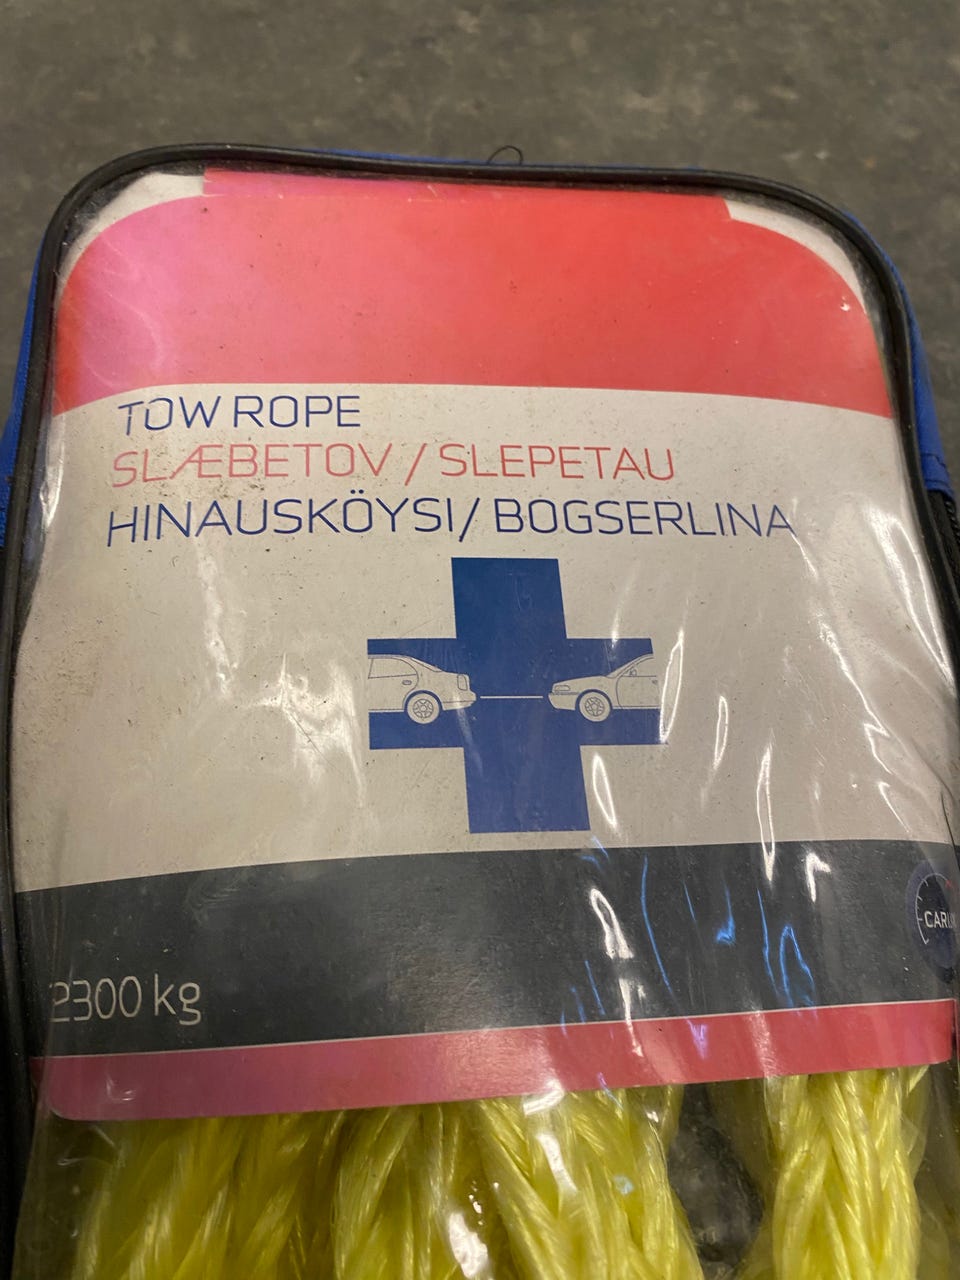 TOW ROPE
SLÆBETOV / SLEPETAU
HINAUSKÖYSI / BOGSERLINA
2300 kg